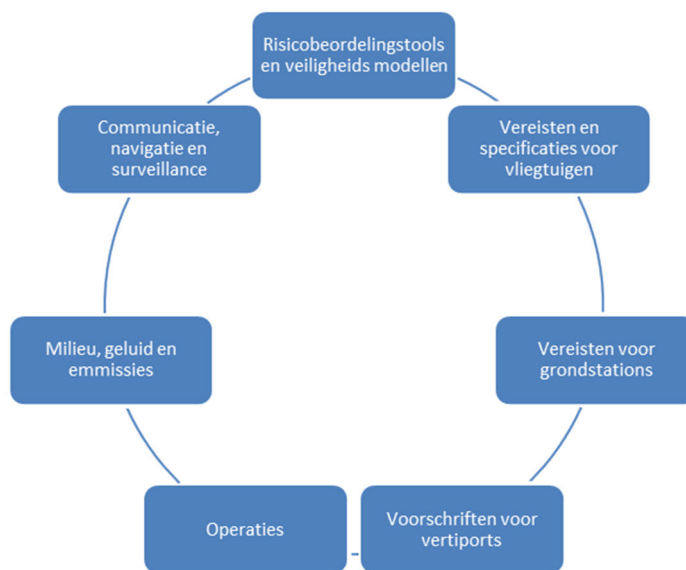 Risicobeordelingstools
en veiligheids modellen
Vereisten en
specificaties voor
vliegtuigen
Vereisten voor
grondstations
Voorschriften voor
vertiports
Operaties
Milieu, geluid en
emmissies
Communicatie,
navigatie en
surveillance